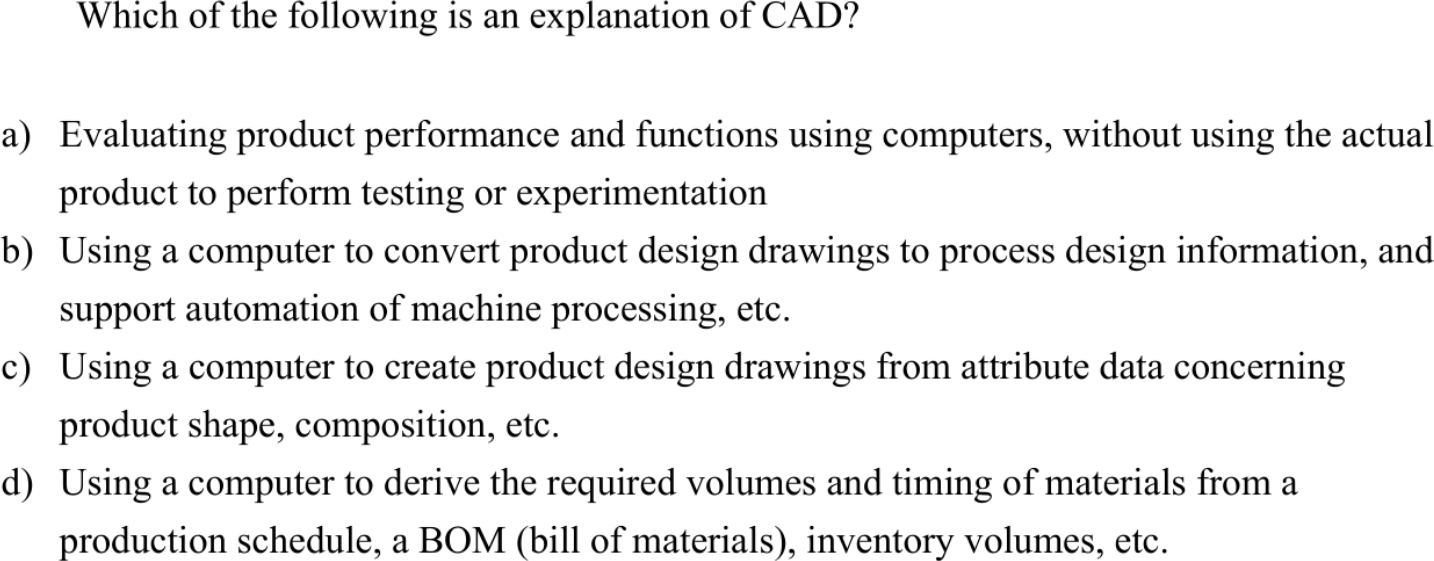 Which of the following is an explanation of CAD?
a) Evaluating product performance and functions using computers, without using the actual
product to perform testing or experimentation
b) Using a computer to convert product design drawings to process design information, and
support automation of machine processing, etc.
c) Using a computer to create product design drawings from attribute data concerning
product shape, composition, etc.
d) Using a computer to derive the required volumes and timing of materials from a
production schedule, a BOM (bill of materials), inventory volumes, etc.